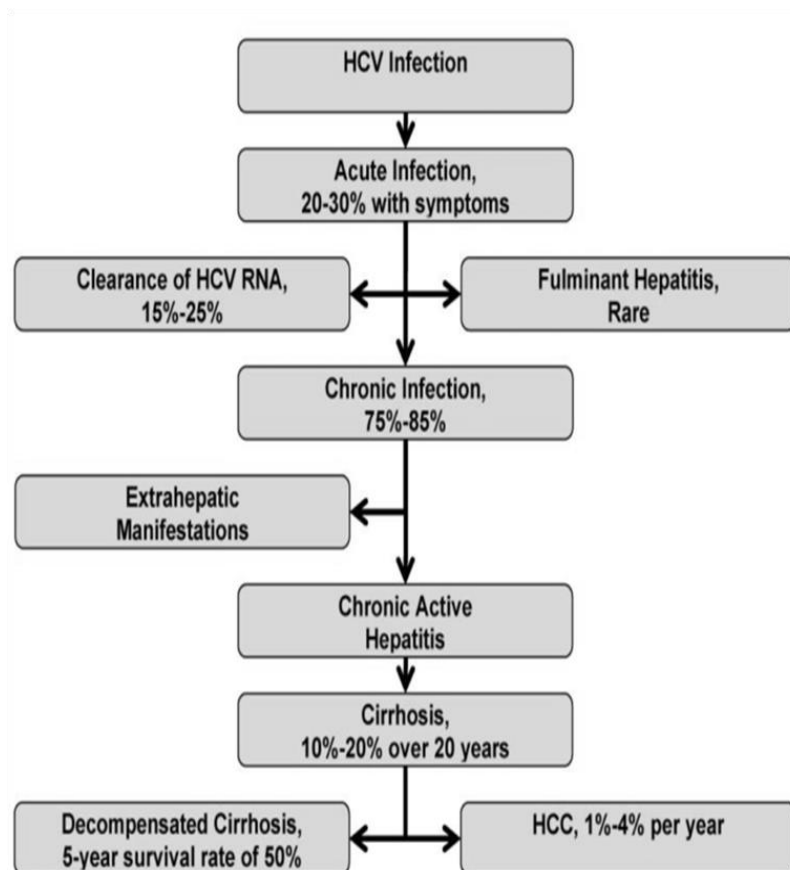 HCV Infection
Acute Infection,
20-30% with symptoms
Clearance of HCV RNA,
15%-25%
Fulminant Hepatitis,
Rare
Chronic Infection,
75%-85%
Extrahepatic
Manifestations
Chronic Active
Hepatitis
Cirrhosis,
10%-20% over 20 years
Decompensated Cirrhosis,
5-year survival rate of 50%
HCC, 1%-4% per year